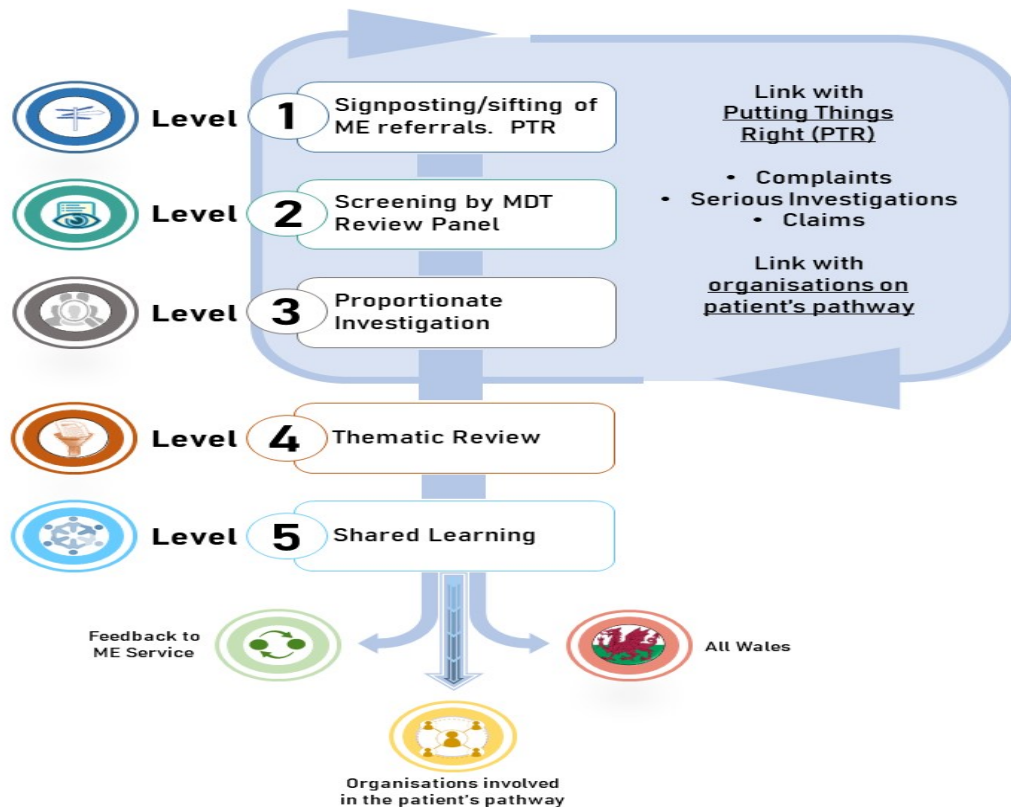 Level 1 Signposting/sifting of
ME referrals. PTR
Level 2 Screening by MDT
Review Panel
Level 3 Proportionate
Investigation
Level 4 Thematic Review
Level 5 Shared Learning
Link with
Putting Things
Right (PTR)
• Complaints
• Serious Investigations
• Claims
Link with
organisations on
patient's pathway
Feedback to
ME Service
All Wales
Organisations involved
in the patient's pathway